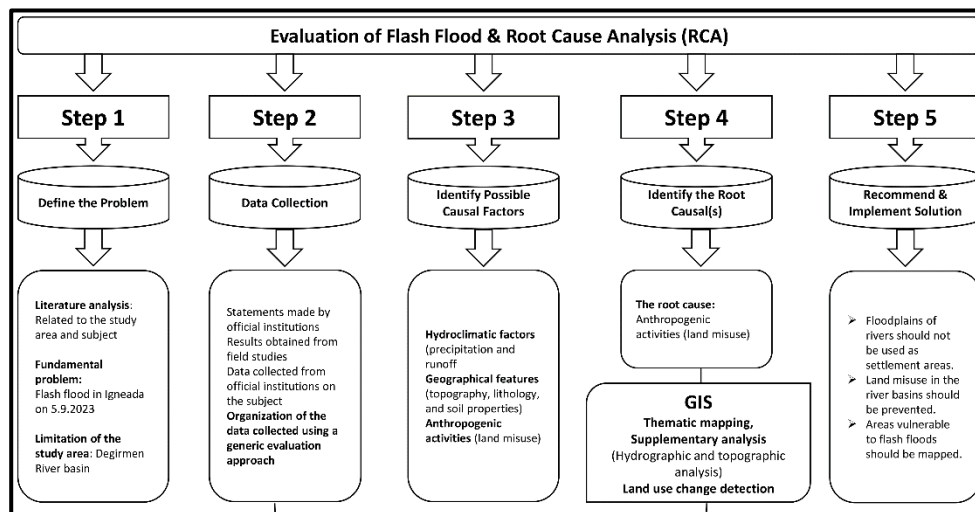 Evaluation of Flash Flood & Root Cause Analysis (RCA)
Step 1
Define the Problem
Literature analysis:
Related to the study
area and subject
Fundamental
problem:
Flash flood in Igneada
on 5.9.2023
Limitation of the
study area: Degirmen
River basin
Step 2
Data Collection
Statements made by
official institutions
Results obtained from
field studies
Data collected from
official institutions on
the subject
Organization of the
data collected using a
generic evaluation
approach
Step 3
Identify Possible
Causal Factors
Hydroclimatic factors
(precipitation and
runoff
Geographical features
(topography, lithology,
and soil properties)
Anthropogenic
activities (land misuse)
Step 4
Identify the Root
Causal(s)
The root cause:
Anthropogenic
activities (land misuse)
GIS
Thematic mapping,
Supplementary analysis
(Hydrographic and topographic
analysis)
Land use change detection
Step 5
Recommend &
Implement Solution
➢ Floodplains of
rivers should not
be used as
settlement areas.
➢ Land misuse in the
river basins should
be prevented.
➢ Areas vulnerable
to flash floods
should be mapped.